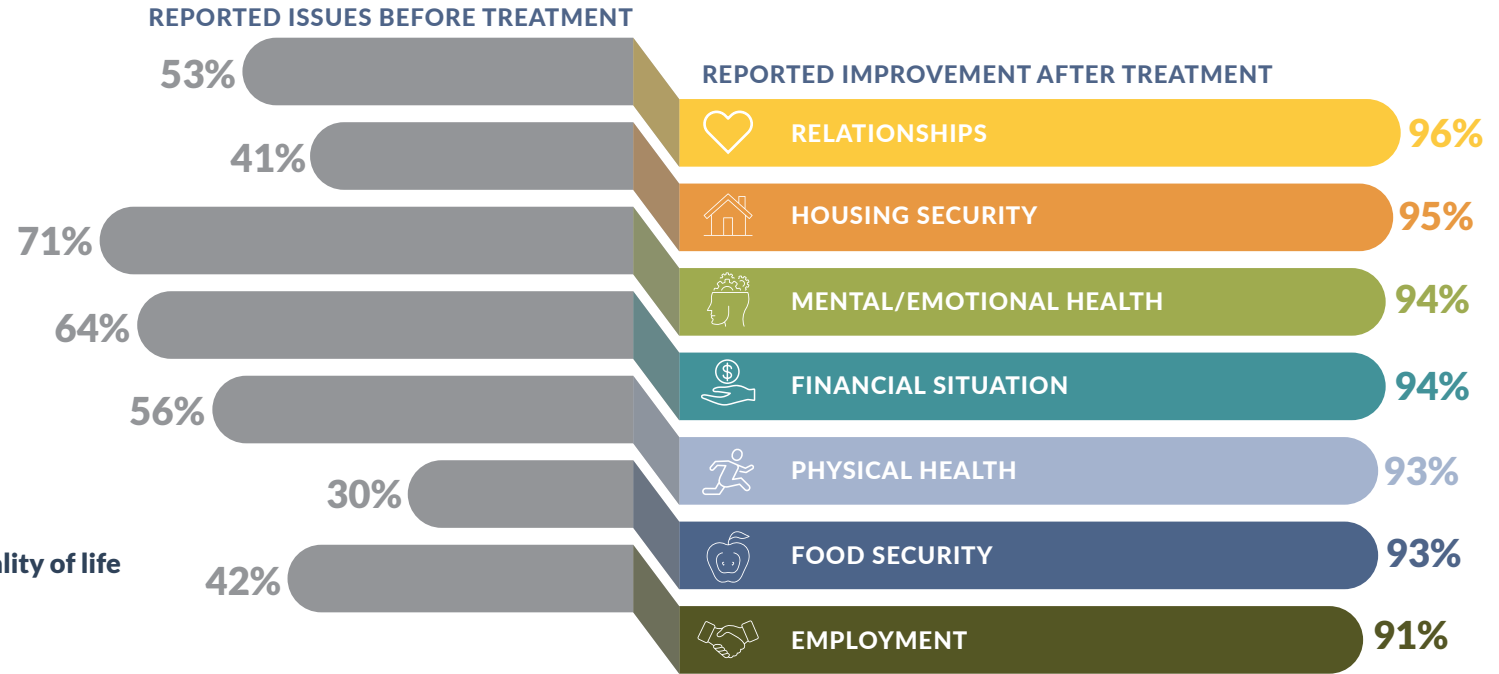 REPORTED ISSUES BEFORE TREATMENT
53%
41%
71%
64%
56%
30%
42%
of life
REPORTED IMPROVEMENT AFTER TREATMENT
RELATIONSHIPS 96%
HOUSING SECURITY 95%
MENTAL/EMOTIONAL HEALTH 94%
$
FINANCIAL SITUATION 94%
PHYSICAL HEALTH 93%
FOOD SECURITY 93%
EMPLOYMENT 91%